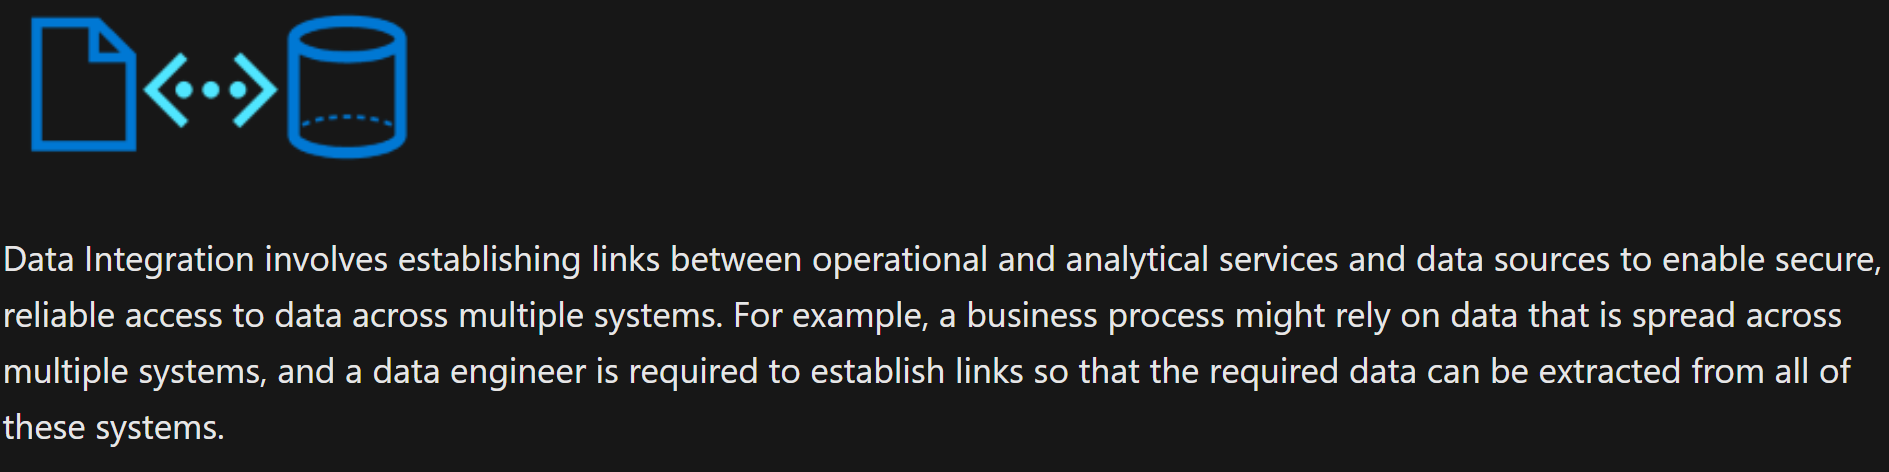 Data Integration involves establishing links between operational and analytical services and data sources to enable secure,
reliable access to data across multiple systems. For example, a business process might rely on data that is spread across
multiple systems, and a data engineer is required to establish links so that the required data can be extracted from all of
these systems.